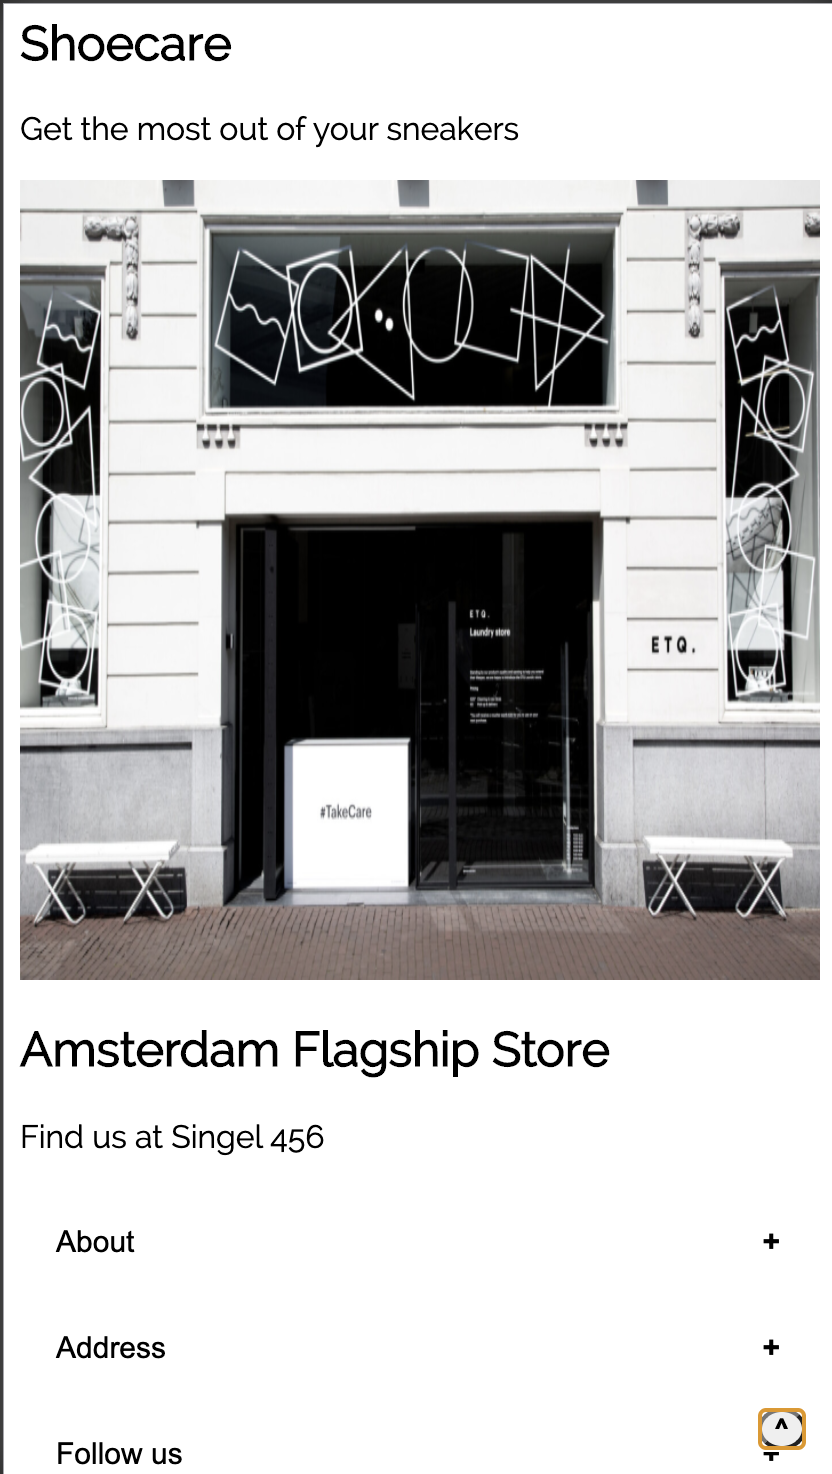 Shoecare
Get the most out of your sneakers
ETQ.
Laundry store
ETQ.
#TakeCare
Amsterdam Flagship Store
Find us at Singel 456
About +
Address +
^
Follow us +